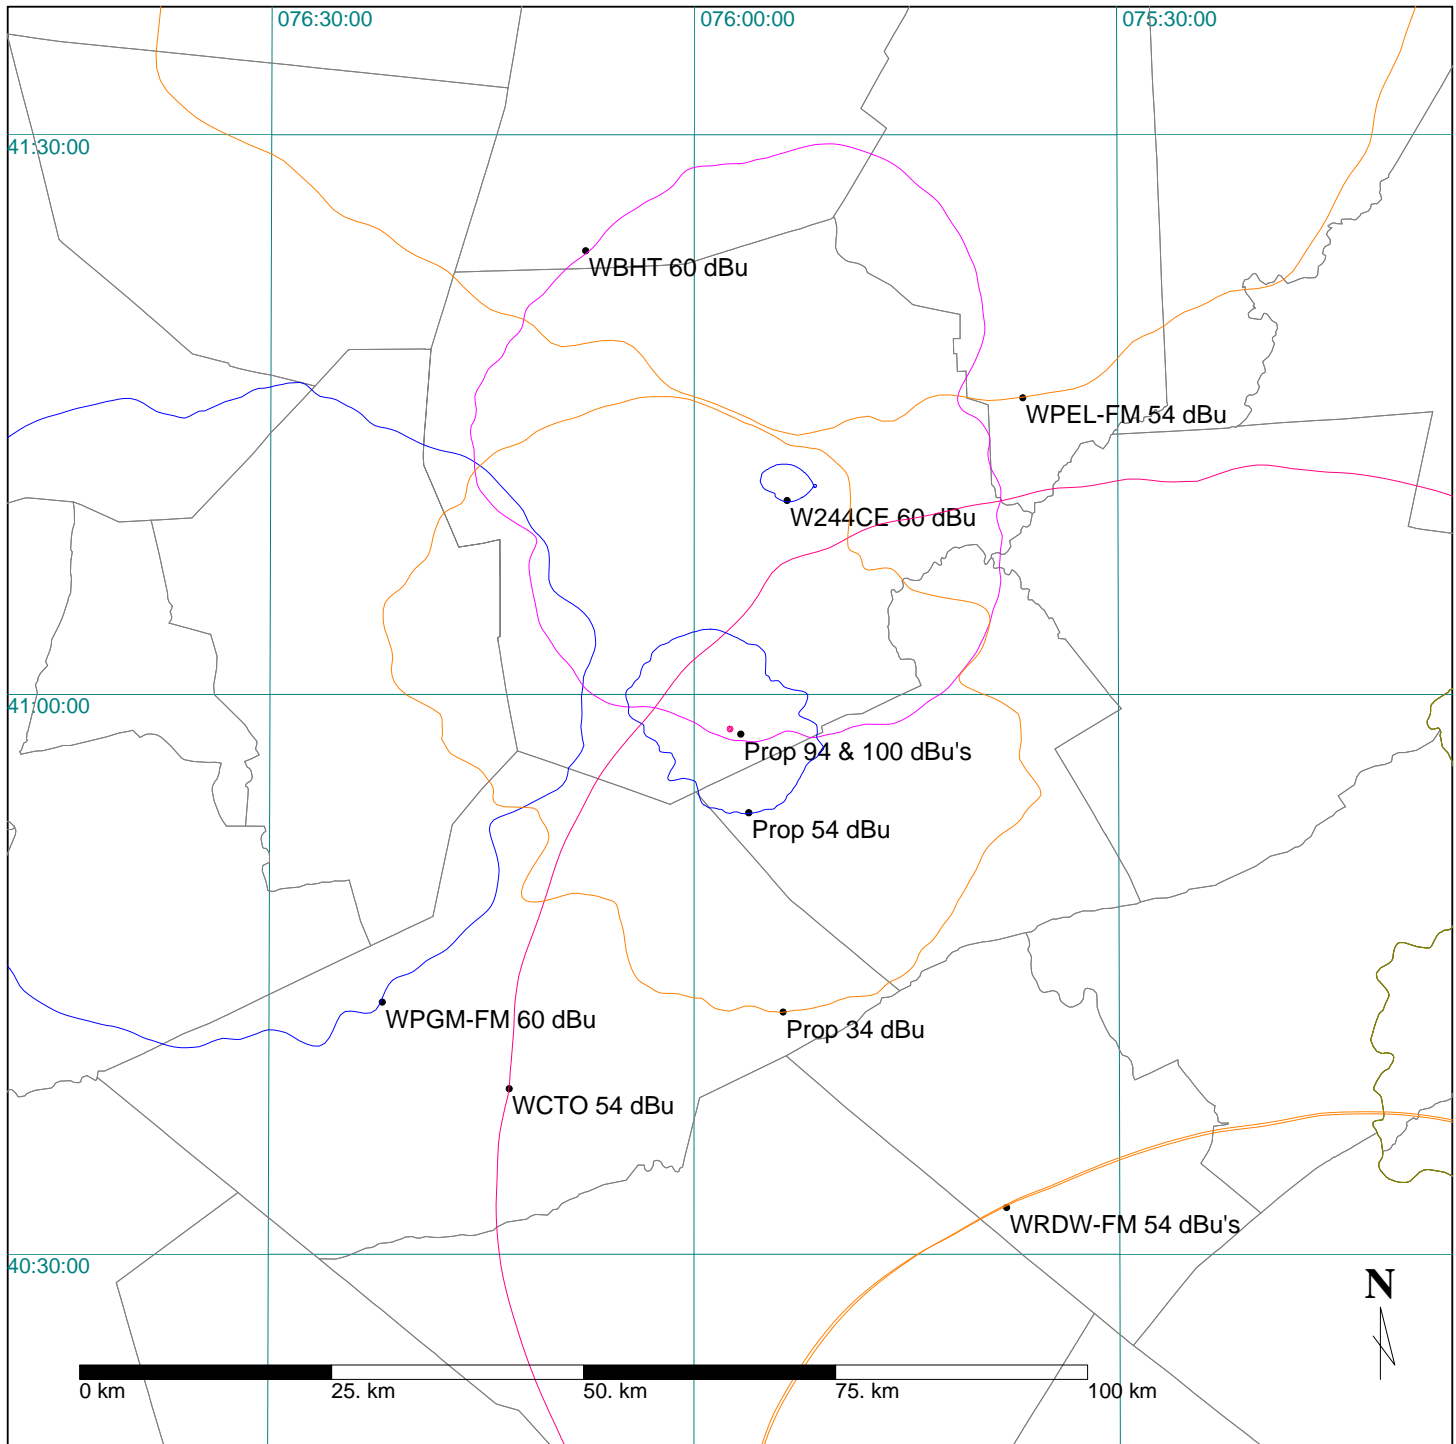 076:30:00
076:00:00
075:30:00
41:30:00
WBHT 60 dBu
WPEL-FM 54 dBu
W244CE 60 dBu
41:00:00
Prop 94 & 100 dBu's
Prop 54 dBu
WPGM-FM 60 dBu
Prop 34 dBu
WCTO 54 dBu
WRDW-FM 54 dBu's
40:30:00
N
0 km
25. km
50. km
75. km
100 km